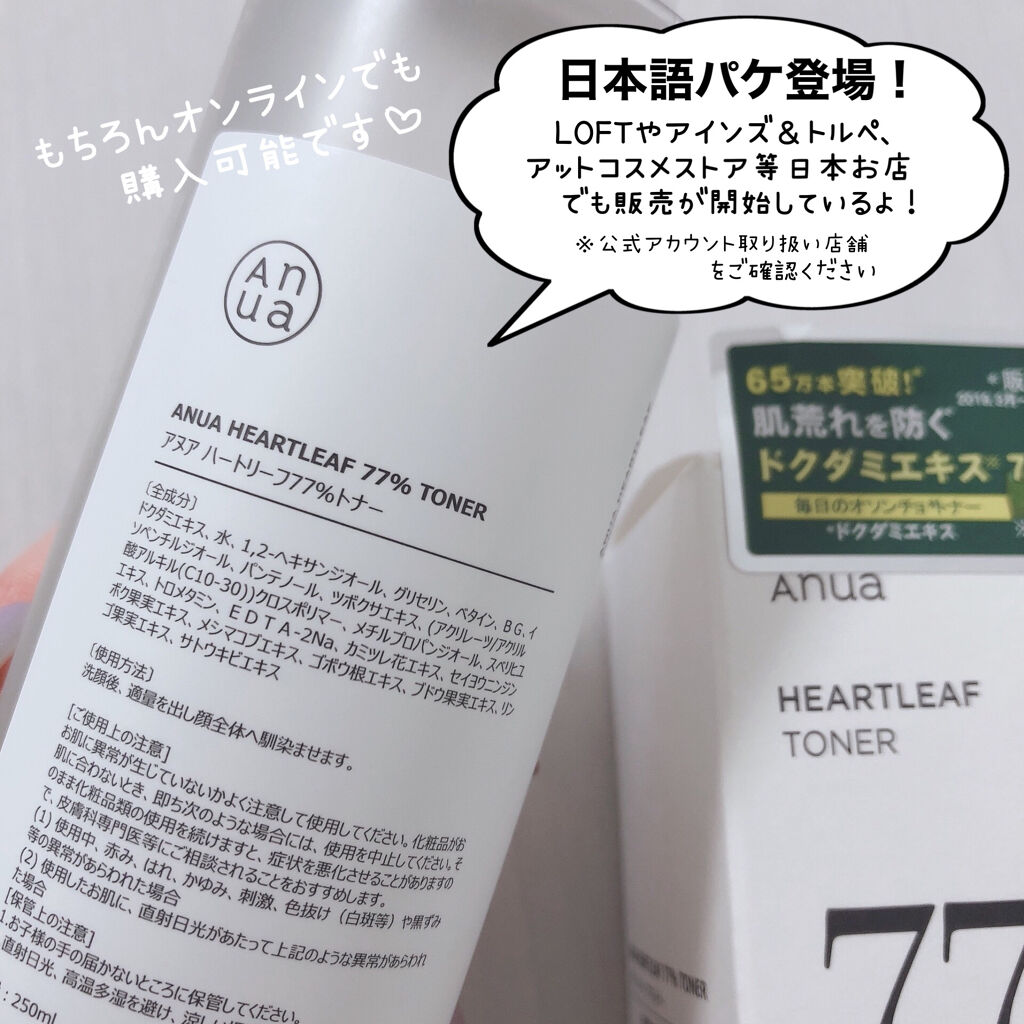 もちろんオンラインでも
購入可能です♡
日本語パケ登場！
LOFTやアインズ＆トルペ、
アットコスメストア等日本お店
でも販売が開始しているよ！
※公式アカウント取り扱い店舗
をご確認ください
An
ua
ANUA HEARTLEAF 77% TONER
アヌア ハートリーフ77%トナー
〔全成分〕
ドクダミエキス、水、1,2-ヘキサンジオール、グリセリン、ベタイン、BG、イ
ソペンチルジオール、パンテノール、ツボクサエキス、(アクリレーツ/アクリル
酸アルキル(C10-30))クロスポリマー、メチルプロパンジオール、スベリヒユ
エキス、トロメタミン、EDTA-2Na、カミツレ花エキス、セイヨウニンジン
ボク果実エキス、メシマコブエキス、ゴボウ根エキス、ブドウ果実エキス、リン
ゴ果実エキス、サトウキビエキス
〔使用方法〕
洗顔後、適量を出し顔全体へ馴染ませます。
[ご使用上の注意]
お肌に異常が生じていないかよく注意して使用してください。化粧品がお
肌に合わないとき、即ち次のような場合には、使用を中止してください。そ
のまま化粧品類の使用を続けますと、症状を悪化させることがありますの
で、皮膚科専門医等にご相談されることをおすすめします。
(1) 使用中、赤み、はれ、かゆみ、刺激、色抜け（白斑等）や黒ずみ
等の異常があらわれた場合
(2) 使用したお肌に、直射日光があたって上記のような異常があらわれ
た場合
[保管上の注意]
1.お子様の手の届かないところに保管してください。
直射日光、高温多湿を避け、涼しい
: 250ml
65万本突破!*
*販
2019.3月~
肌荒れを防ぐ
ドクダミエキス※ 7
毎日のオソンチョ※トナー
*ドクダミエキス
Anua
HEARTLEAF
TONER
77